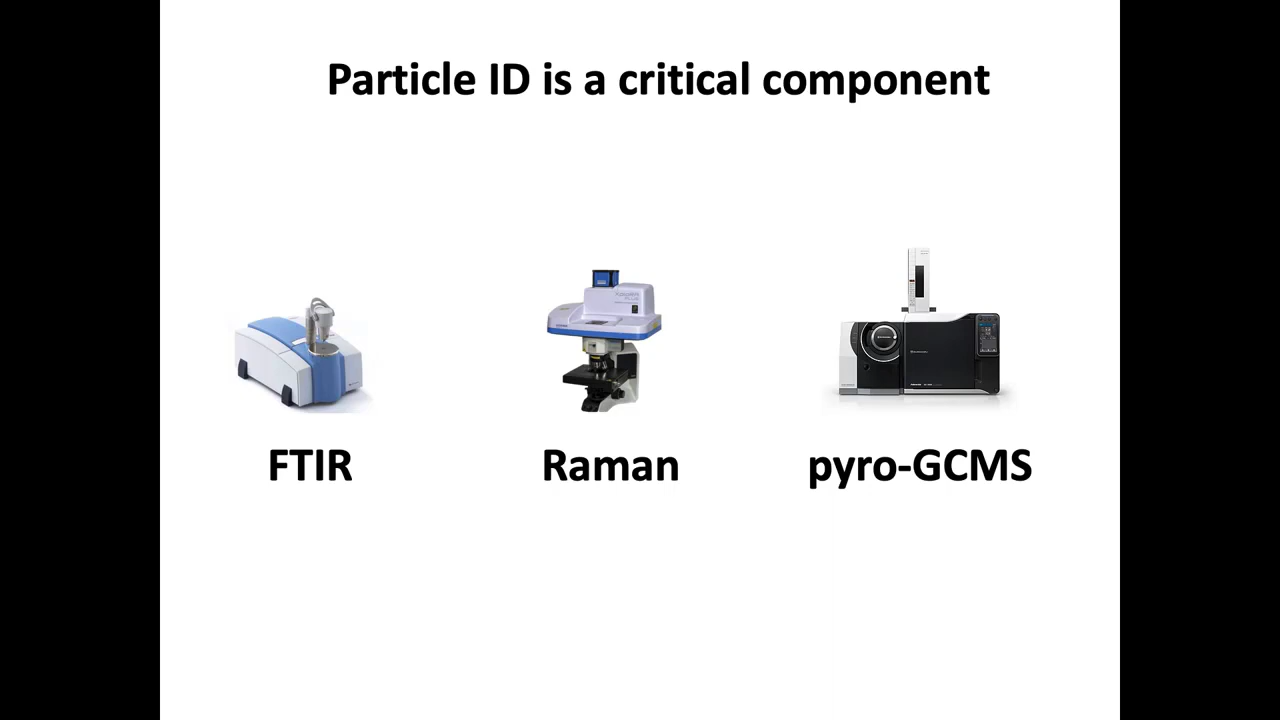 Particle ID is a critical component
FTIR
Raman
pyro-GCMS